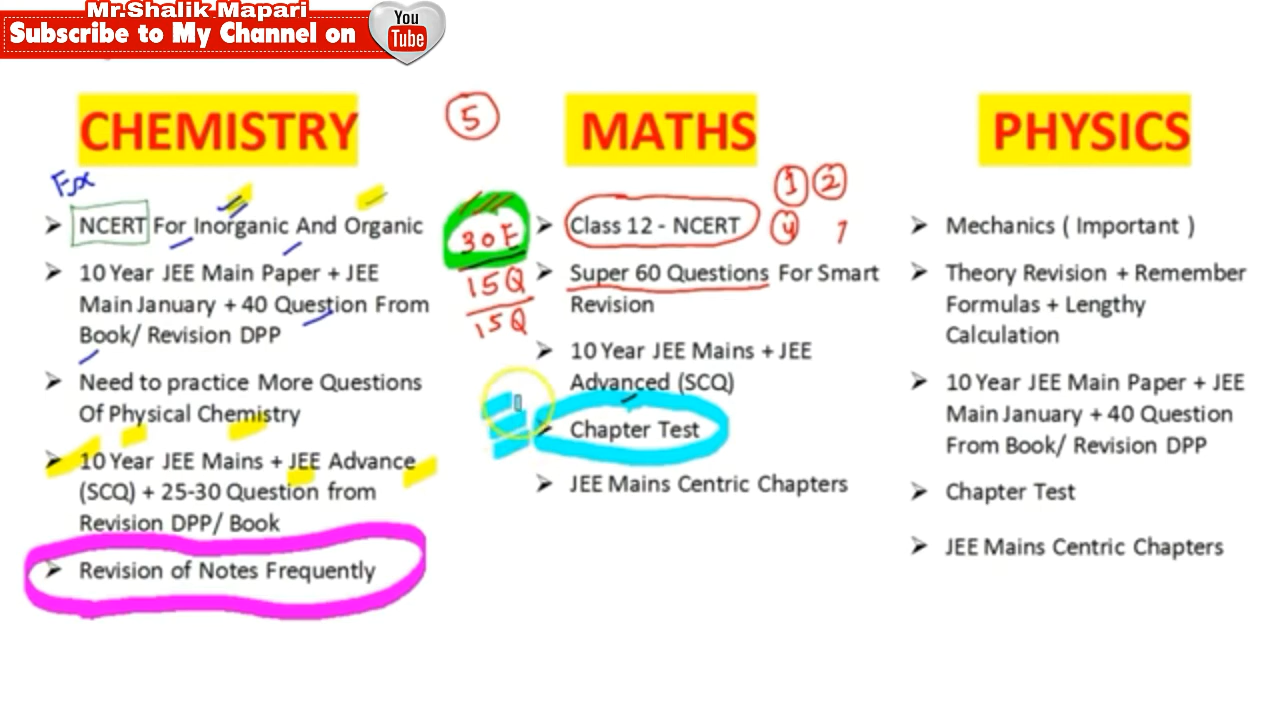 Mr.Shalik Mapari
Subscribe to My Channel on
You
Tube
CHEMISTRY
NCERT For Inorganic And Organic
10 Year JEE Main Paper + JEE
Main January + 40 Question From
Book/ Revision DPP
Need to practice More Questions
Of Physical Chemistry
10 Year JEE Mains + JEE Advance
(SCQ) + 25-30 Question from
Revision DPP/ Book
Revision of Notes Frequently
5
30F
15Q
15Q
MATHS
1 2
Class 12 - NCERT
Super 60 Questions For Smart
Revision
10 Year JEE Mains + JEE
Advanced (SCQ)
Chapter Test
JEE Mains Centric Chapters
PHYSICS
Mechanics ( Important )
Theory Revision + Remember
Formulas + Lengthy
Calculation
10 Year JEE Main Paper + JEE
Main January + 40 Question
From Book/ Revision DPP
Chapter Test
JEE Mains Centric Chapters